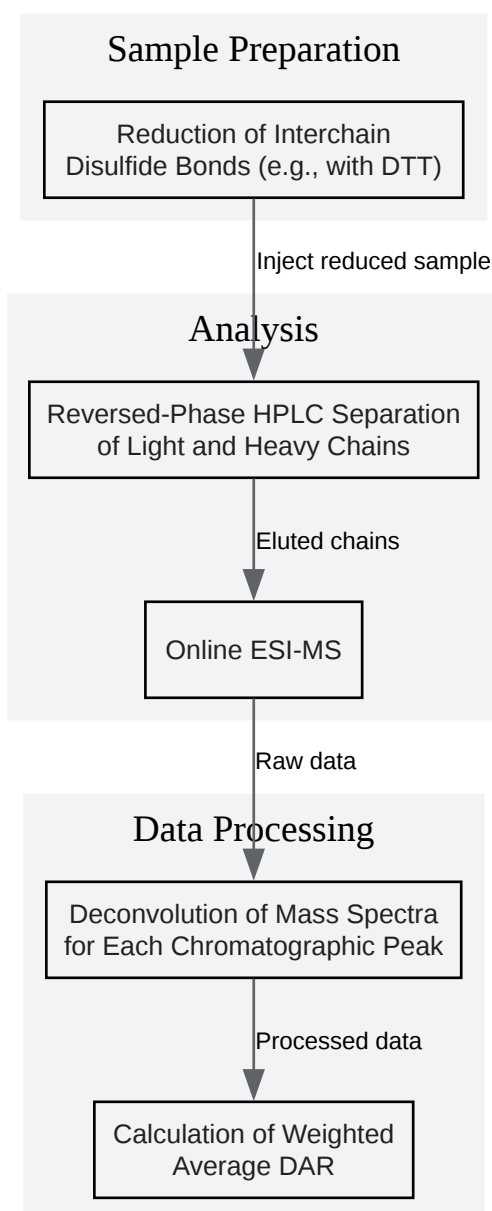 Sample Preparation
Reduction of Interchain
Disulfide Bonds (e.g., with DTT)
Inject reduced sample
Analysis
Reversed-Phase HPLC Separation
of Light and Heavy Chains
Eluted chains
Online ESI-MS
Raw data
Data Processing
Deconvolution of Mass Spectra
for Each Chromatographic Peak
Processed data
Calculation of Weighted
Average DAR